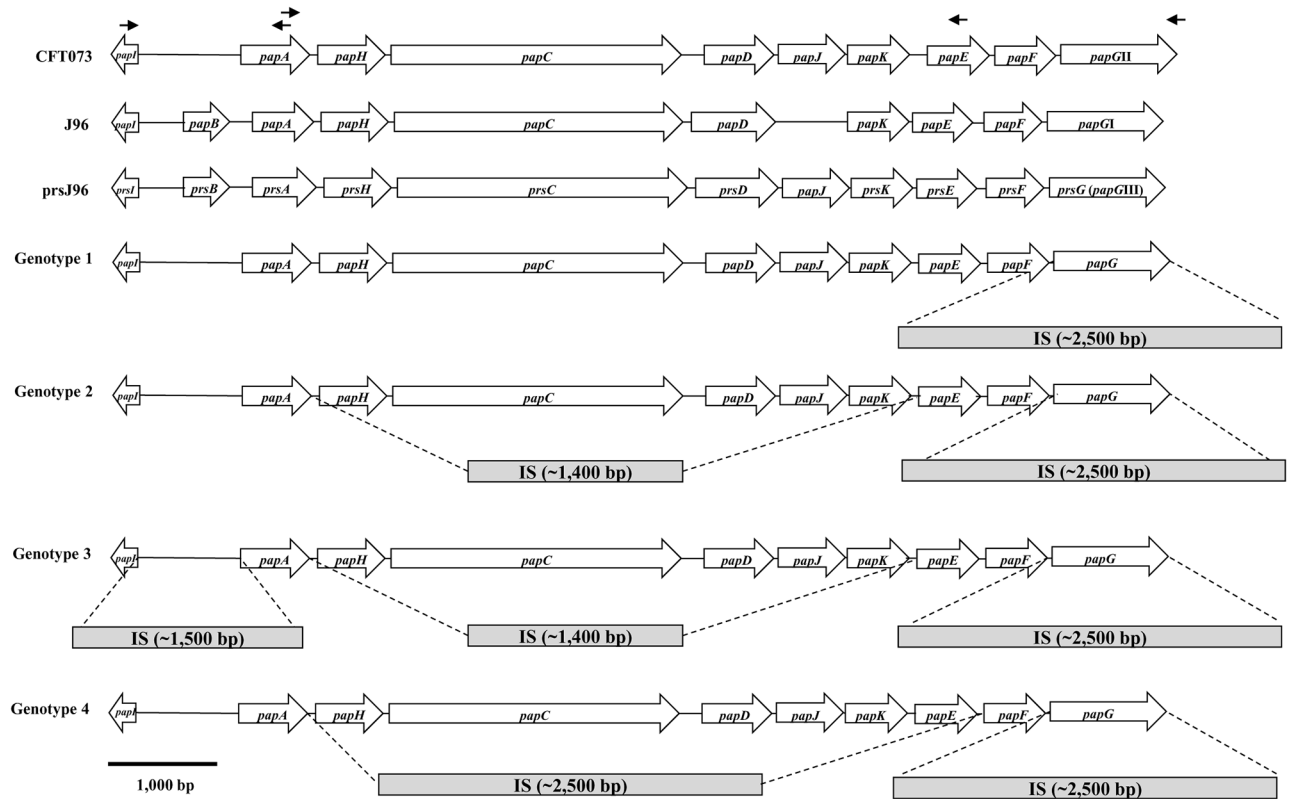 CFT073 papI papA papH papC papD papJ papK papE papF papGII
J96 papI papB papA papH papC papD papK papE papF papGI
prsJ96 prsI prsB prsA prsH prsC prsD papJ prsK prsE prsF prsG (papGIII)
Genotype 1 papI papA papH papC papD papJ papK papE papF papG
IS (~2,500 bp)
Genotype 2 papI papA papH papC papD papJ papK papE papF papG
IS (~1,400 bp) IS (~2,500 bp)
Genotype 3 papI papA papH papC papD papJ papK papE papF papG
IS (~1,500 bp) IS (~1,400 bp) IS (~2,500 bp)
Genotype 4 papI papA papH papC papD papJ papK papE papF papG
1,000 bp IS (~2,500 bp) IS (~2,500 bp)